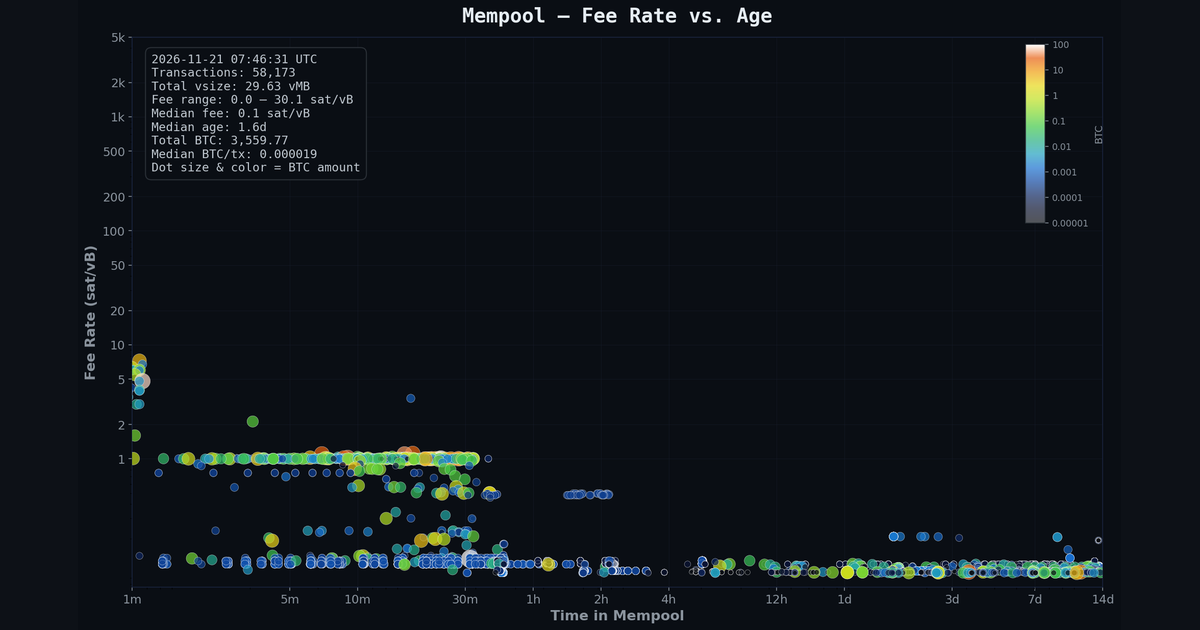 Mempool — Fee Rate vs. Age
2026-11-21 07:46:31 UTC
Transactions: 58,173
Total vsize: 29.63 vMB
Fee range: 0.0 — 30.1 sat/vB
Median fee: 0.1 sat/vB
Median age: 1.6d
Total BTC: 3,559.77
Median BTC/tx: 0.000019
Dot size & color = BTC amount
5k
2k
1k
500
200
100
50
20
10
5
2
1
Fee Rate (sat/vB)
100
10
1
0.1
0.01
0.001
0.0001
0.00001
BTC
1m 5m 10m 30m 1h 2h 4h 12h 1d 3d 7d 14d
Time in Mempool